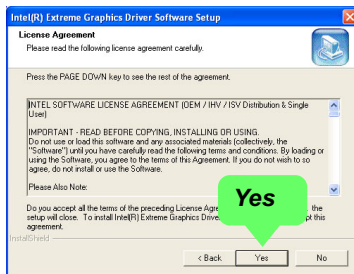 Intel(R) Extreme Graphics Driver Software Setup
License Agreement
Please read the following license agreement carefully.
Press the PAGE DOWN key to see the rest of the agreement.
INTEL SOFTWARE LICENSE AGREEMENT (OEM / IHV / ISV Distribution & Single
User)
IMPORTANT - READ BEFORE COPYING, INSTALLING OR USING.
Do not use or load this software and any associated materials (collectively, the
"Software") until you have carefully read the following terms and conditions. By loading or
using the Software, you agree to the terms of this Agreement. If you do not wish to so
agree, do not install or use the Software.
Please Also Note:
Do you accept all the terms of the preceding License Agre the
setup will close. To install Intel(R) Extreme Graphics Drive pt this
agreement.
Yes
InstallShield
< Back
Yes
No